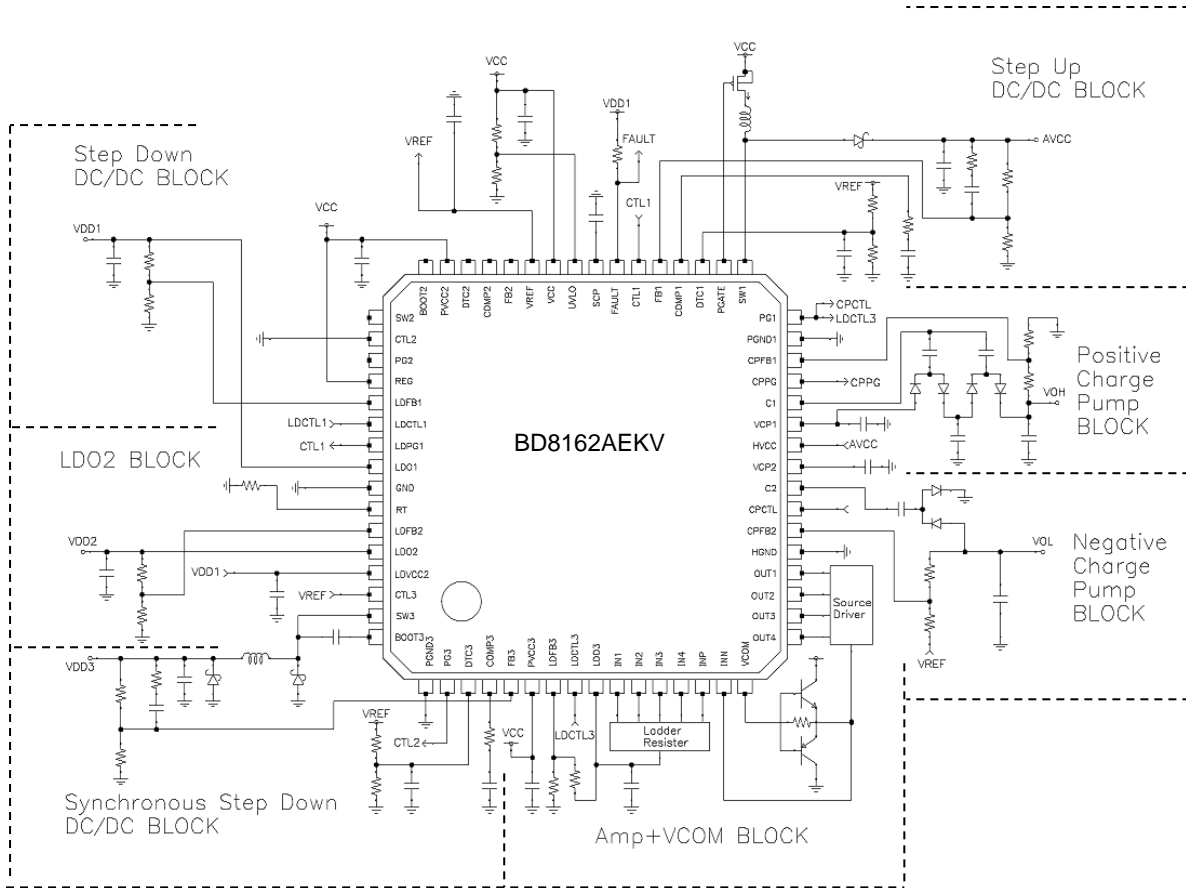 VCC
Step Up
DC/DC BLOCK
VCC
VDD1
FAULT
AVCC
VREF
Step Down
DC/DC BLOCK
CTL1
VREF
VCC
VDD1
BOOT2
PVCC2
DTC2
COMP2
FB2
VREF
VCC
UVLO
SCP
FAULT
CTL1
FB1
COMP1
DTC1
PGATE
SW1
SW2
CTL2
PG2
REG
LDFB1
LDCTL1
LDPG1
LDO1
GND
RT
LDFB2
LDO2
LDVCC2
CTL3
SW3
BOOT3
LDCTL1
CTL1
LDO2 BLOCK
VDD2
VDD1
VREF
VDD3
BD8162AEKV
PG1
PGND1
CPFB1
CPPG
C1
VCP1
HVCC
VCP2
C2
CPCTL
CPFB2
HGND
OUT1
OUT2
OUT3
OUT4
CPCTL
LDCTL3
CPPG
AVCC
VOH
Positive
Charge
Pump
BLOCK
VOL
Negative
Charge
Pump
BLOCK
Source
Driver
VREF
PGND3
PG3
DTC3
COMP3
FB3
PVCC3
LDFB3
LDCTL3
LDO3
IN1
IN2
IN3
IN4
INP
INN
VCOM
VREF
CTL2
VCC
LDCTL3
Ladder
Resister
Synchronous Step Down
DC/DC BLOCK
Amp+VCOM BLOCK